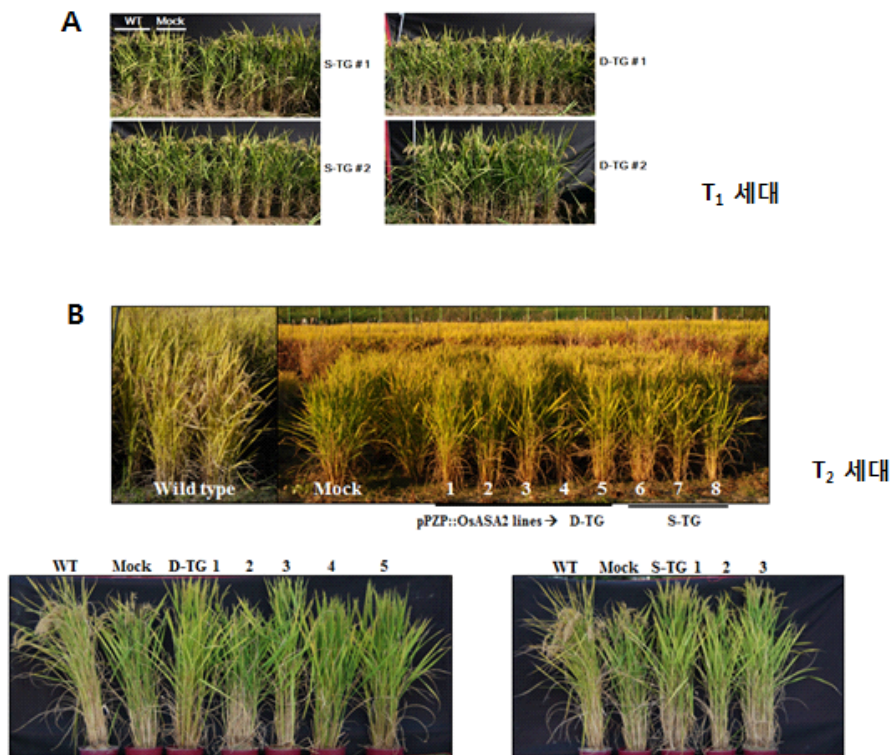 A
WT Mock
S-TG #1
D-TG #1
S-TG #2
D-TG #2
T₁ 세대
B
Wild type Mock 1 2 3 4 5 6 7 8
T₂ 세대
pPZP::OsASA2 lines → D-TG S-TG
WT Mock D-TG 1 2 3 4 5
WT Mock S-TG 1 2 3